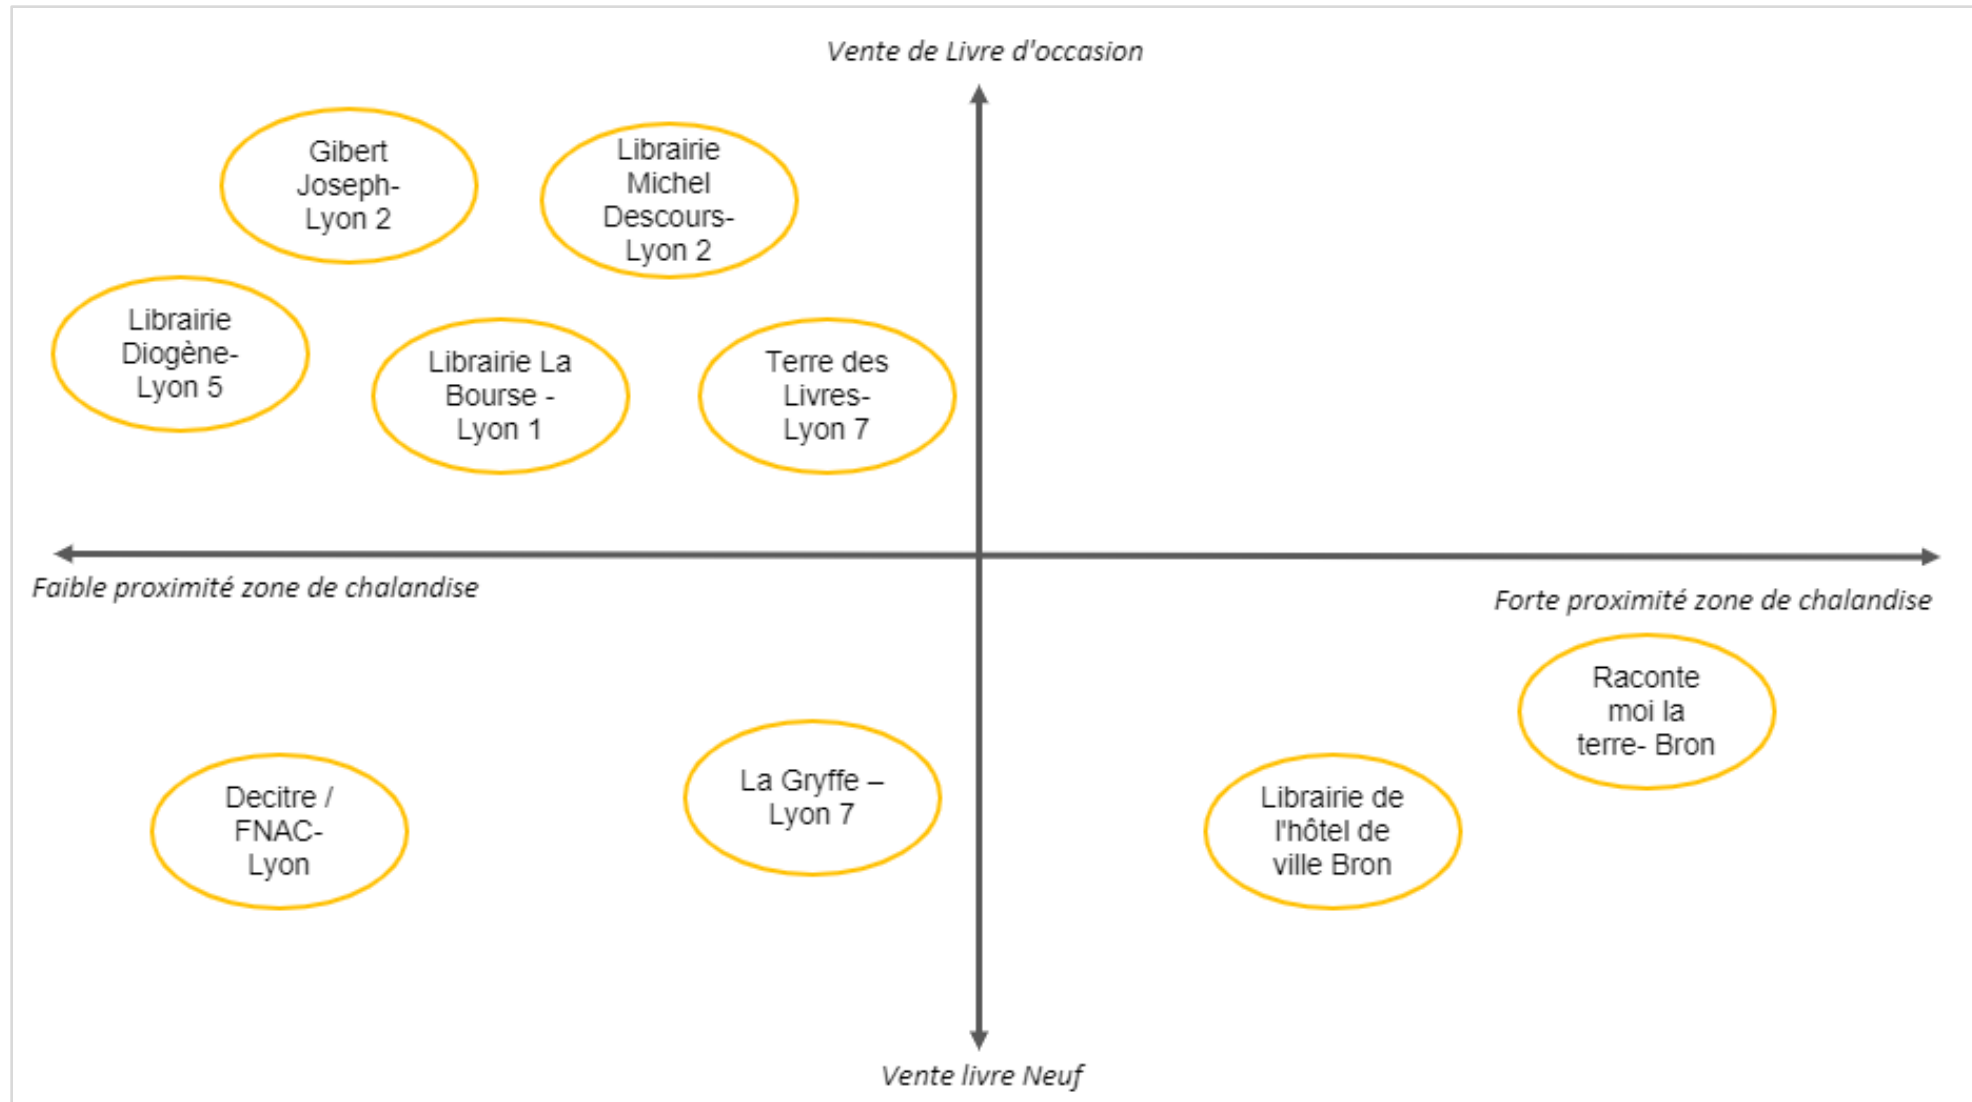 Vente de Livre d'occasion
Gibert
Joseph-
Lyon 2
Librairie
Michel
Descours-
Lyon 2
Librairie
Diogène-
Lyon 5
Librairie La
Bourse -
Lyon 1
Terre des
Livres-
Lyon 7
Faible proximité zone de chalandise
Forte proximité zone de chalandise
Raconte
moi la
terre- Bron
La Gryffe –
Lyon 7
Decitre /
FNAC-
Lyon
Librairie de
l'hôtel de
ville Bron
Vente livre Neuf